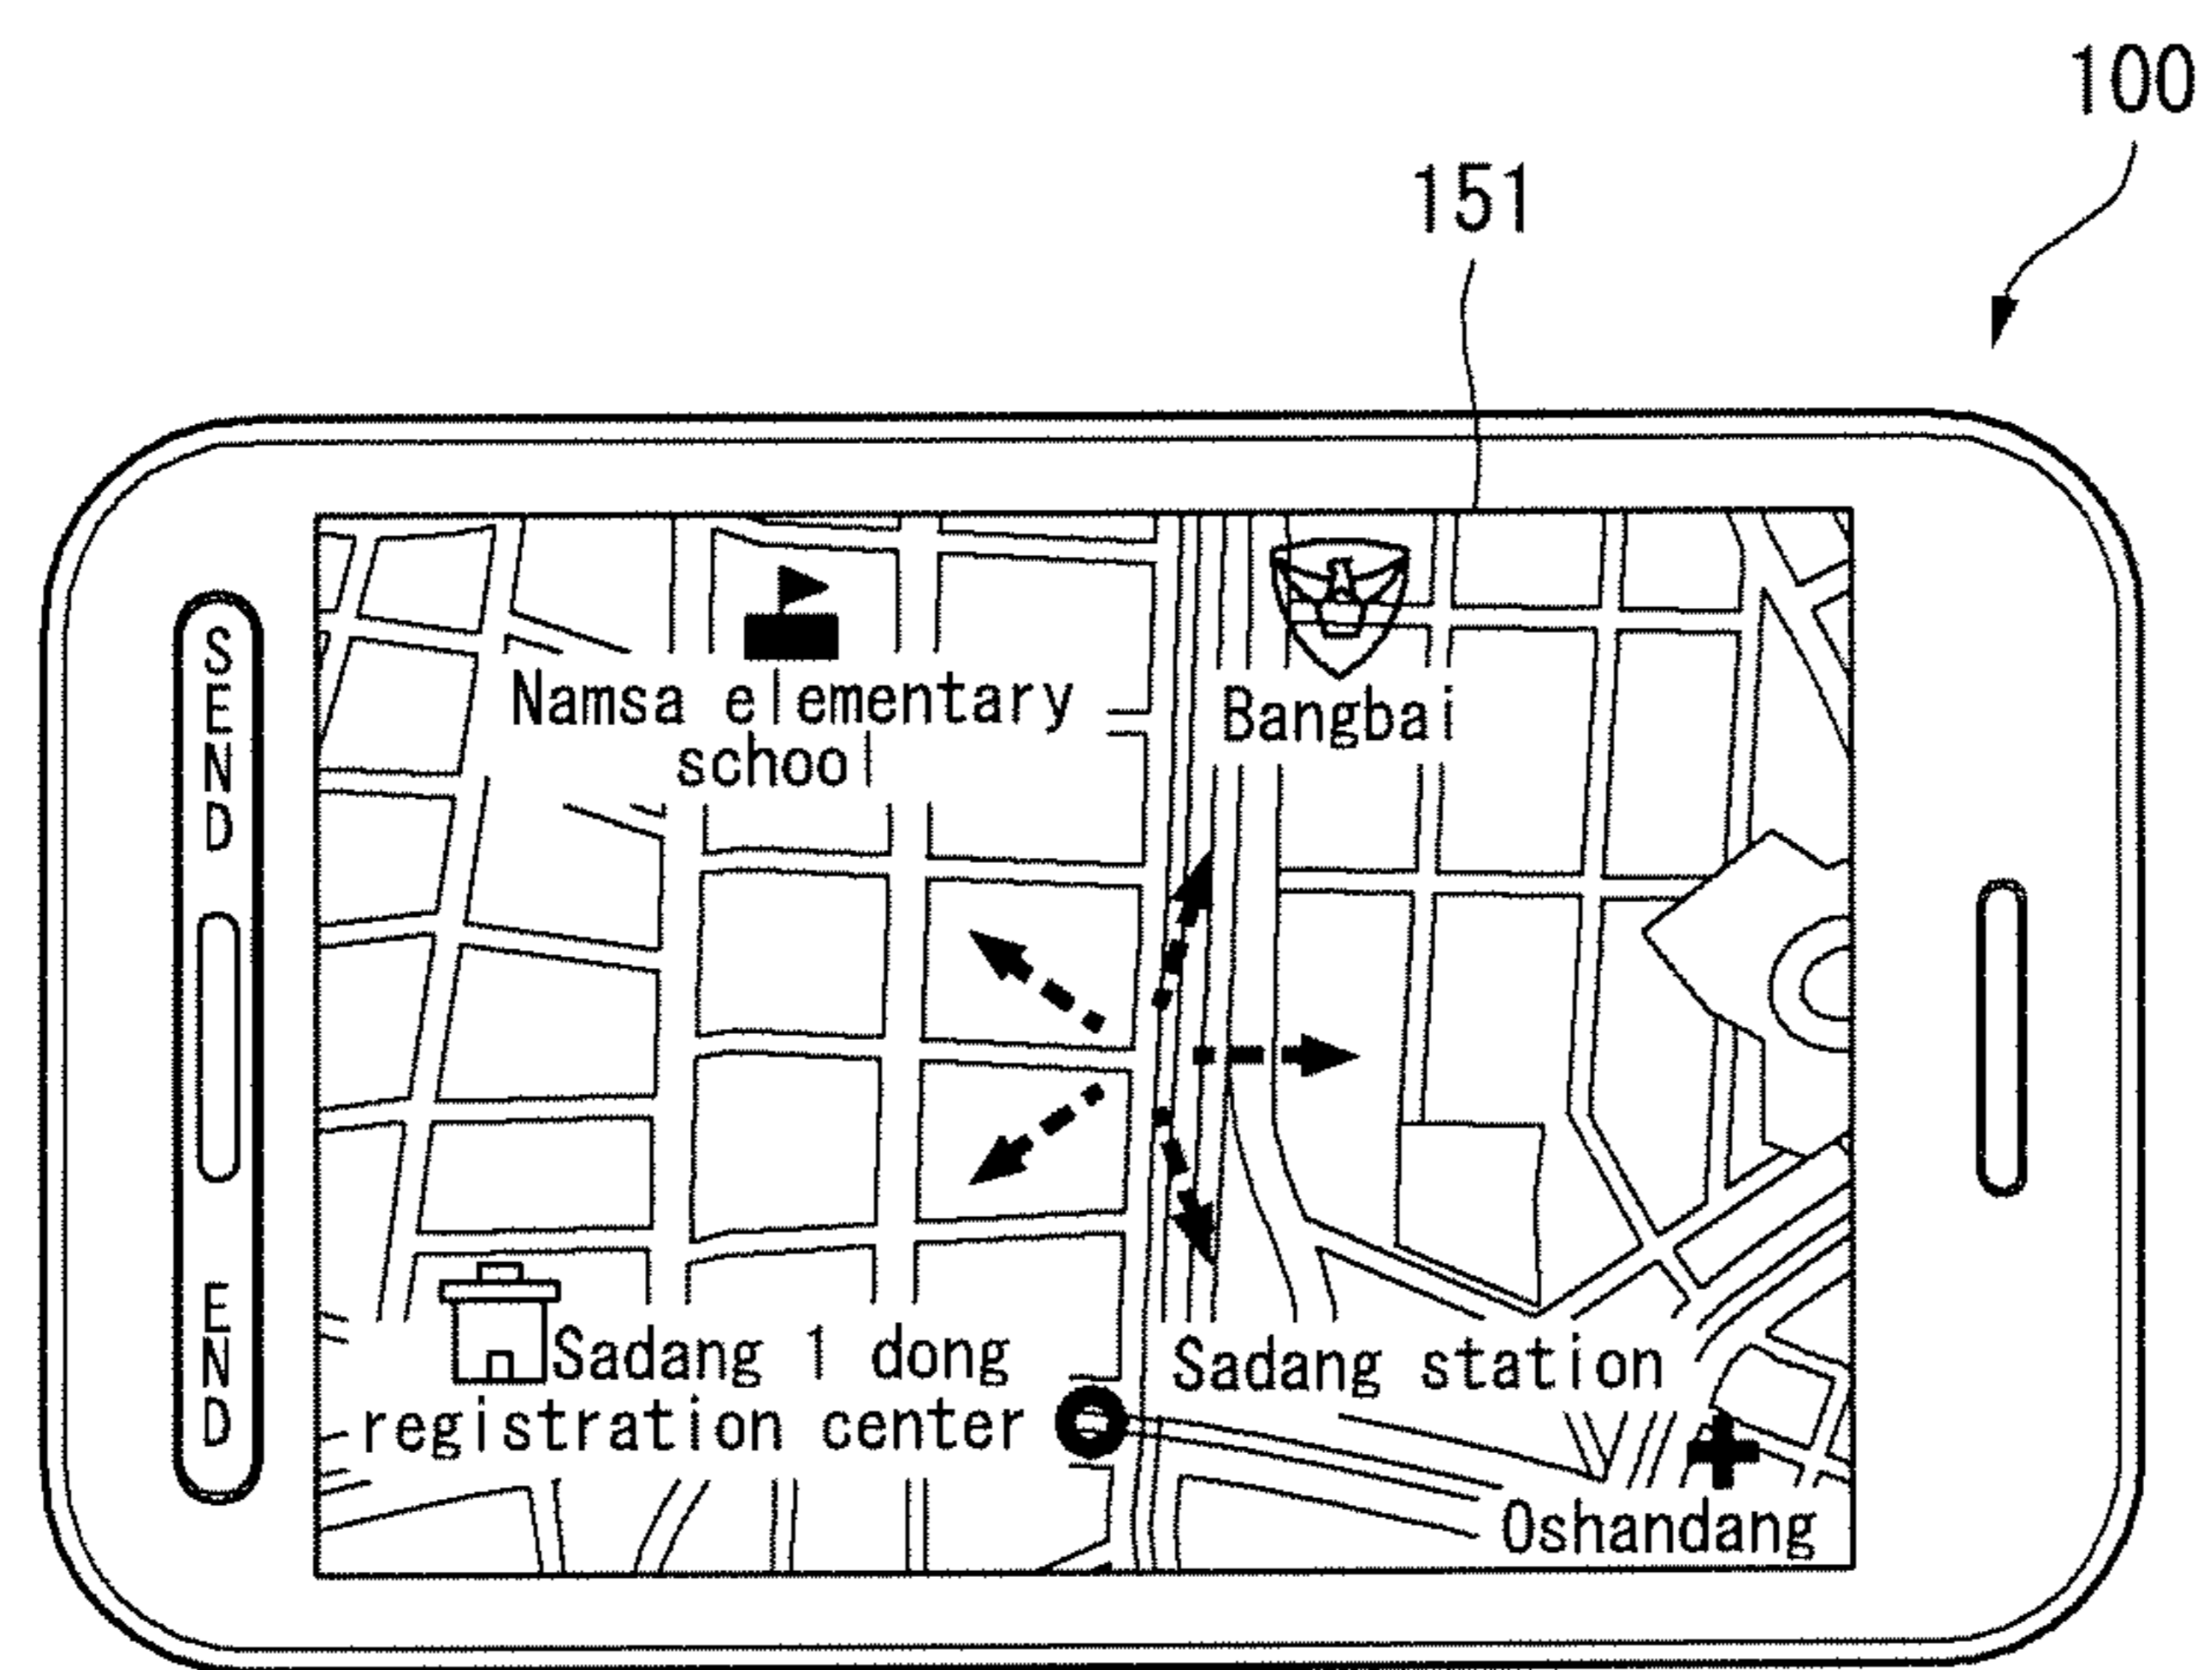 100
151
SEND
END
Namsa elementary
school
Bangbai
Sadang 1 dong
registration center
Sadang station
Oshandang